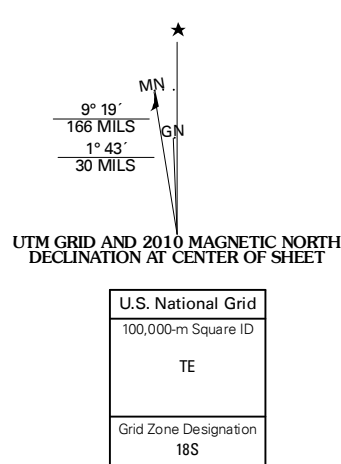 ★
MN
9° 19´
166 MILS
GN
1° 43´
30 MILS
UTM GRID AND 2010 MAGNETIC NORTH
DECLINATION AT CENTER OF SHEET
U.S. National Grid
100,000-m Square ID
TE
Grid Zone Designation
18S